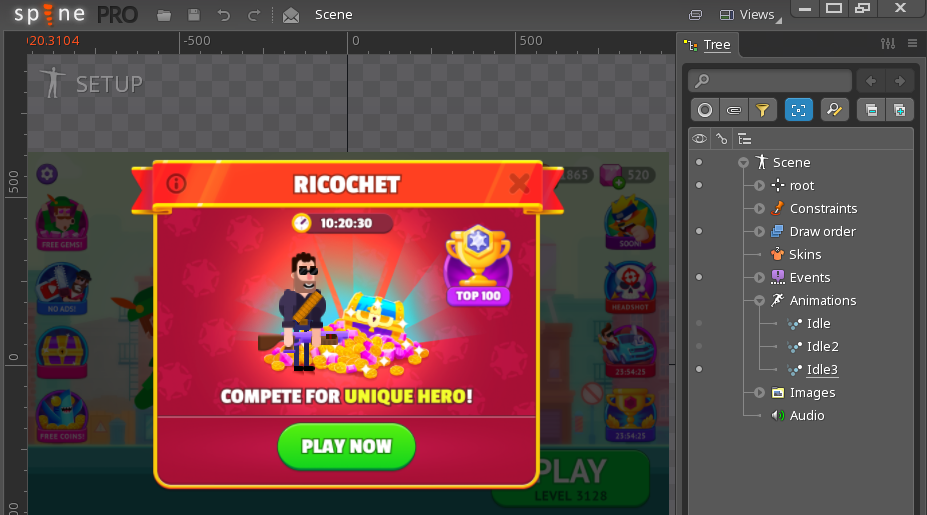 spine PRO
Scene
Views
20.3104
-500
0
500
Tree
SETUP
500
0
RICOCHET
865
520
10:20:30
FREE GEMS!
SOON!
TOP 100
NO ADS!
HEADSHOT
23:54:25
COMPETE FOR UNIQUE HERO!
FREE COINS!
23:54:25
PLAY NOW
PLAY
LEVEL 3128
Scene
root
Constraints
Draw order
Skins
Events
Animations
Idle
Idle2
Idle3
Images
Audio